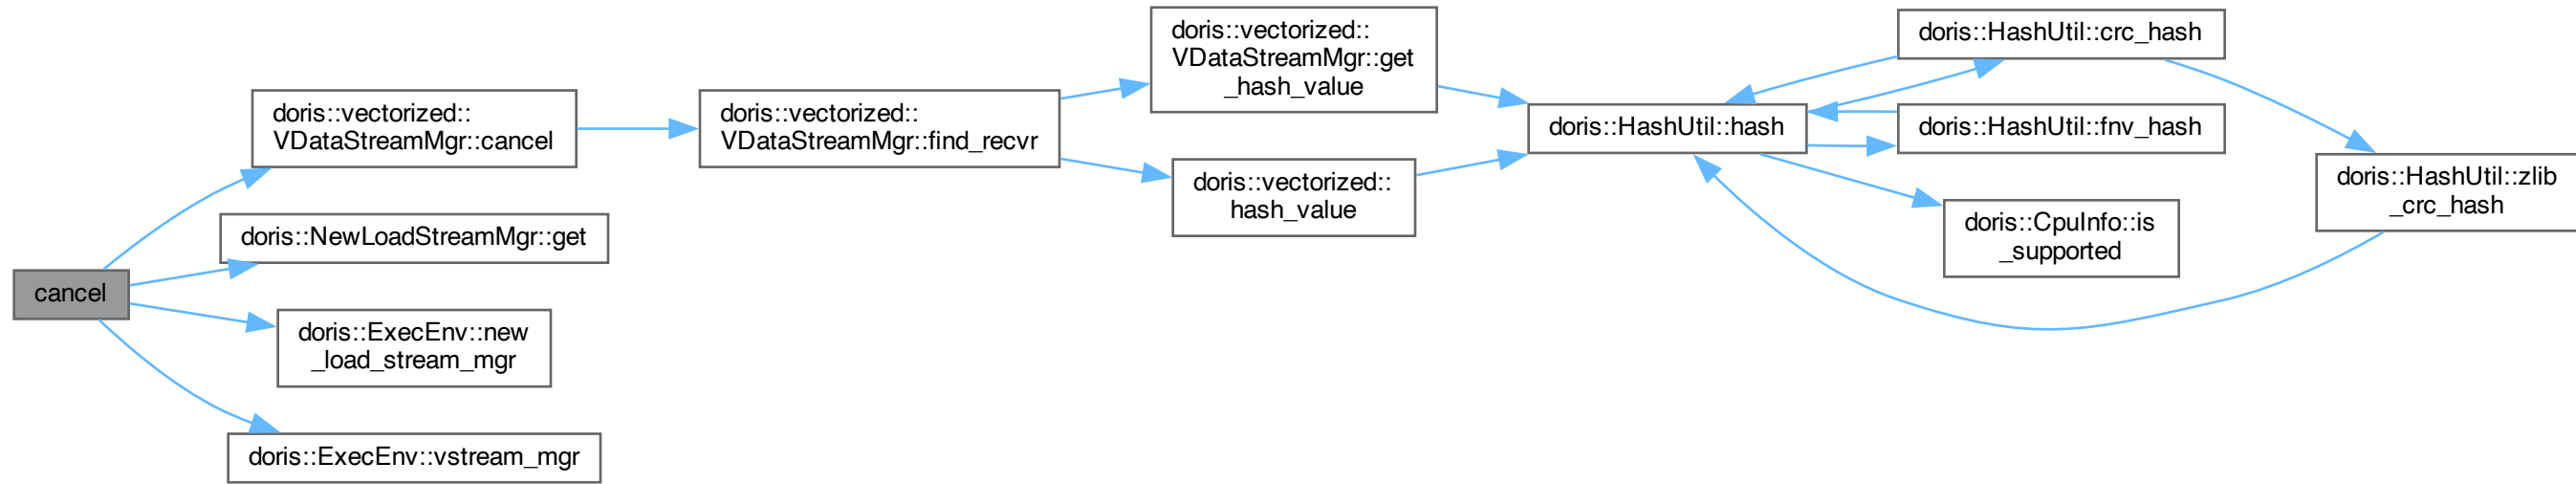 cancel
doris::vectorized::
VDataStreamMgr::cancel
doris::NewLoadStreamMgr::get
doris::ExecEnv::new
_load_stream_mgr
doris::ExecEnv::vstream_mgr
doris::vectorized::
VDataStreamMgr::find_recvr
doris::vectorized::
VDataStreamMgr::get
_hash_value
doris::vectorized::
hash_value
doris::HashUtil::hash
doris::HashUtil::crc_hash
doris::HashUtil::fnv_hash
doris::CpuInfo::is
_supported
doris::HashUtil::zlib
_crc_hash